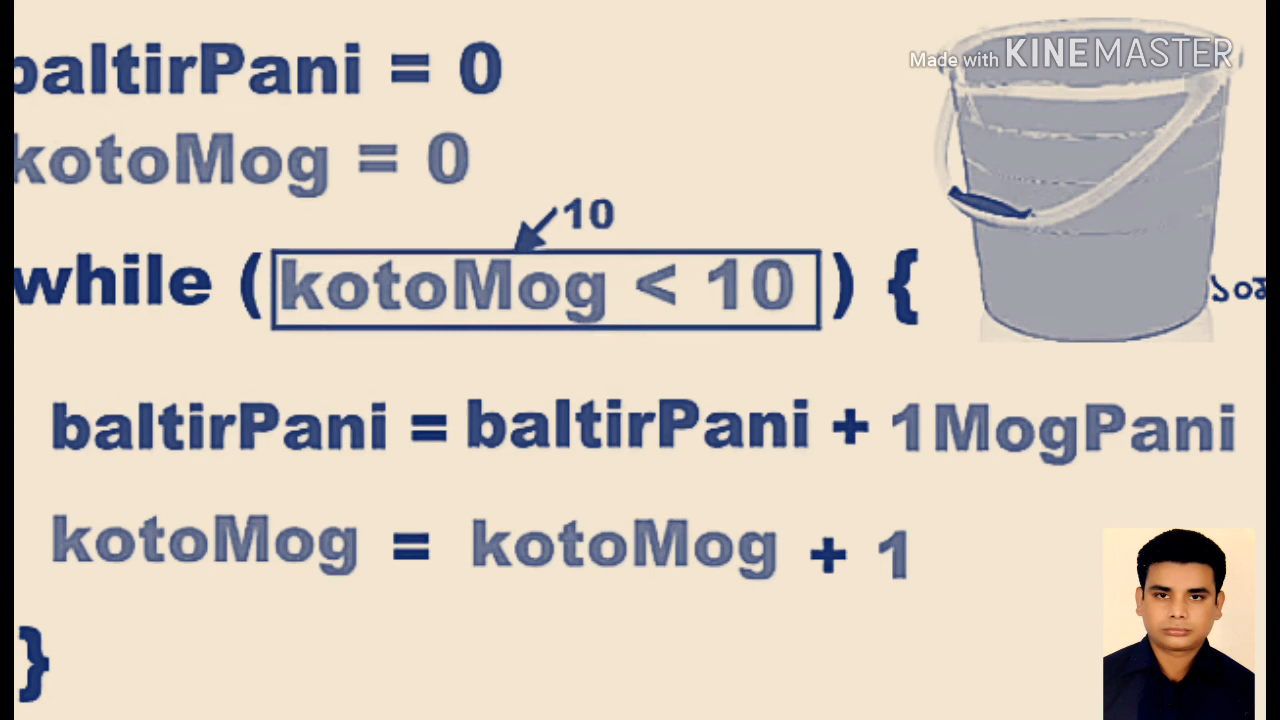 baltirPani = 0
Made with KINEMASTER
kotoMog = 0
10
while ( kotoMog < 10 ) {
baltirPani = baltirPani + 1MogPani
kotoMog = kotoMog + 1
}